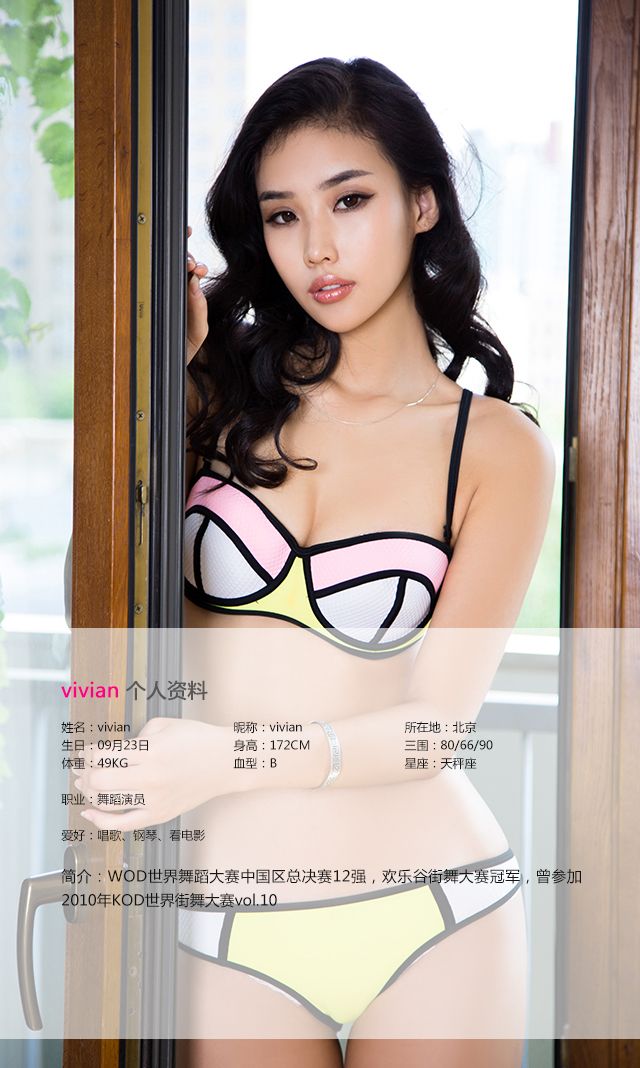 vivian 个人资料
姓名：vivian 昵称：vivian 所在地：北京
生日：09月23日 身高：172CM 三围：80/66/90
体重：49KG 血型：B 星座：天秤座
职业：舞蹈演员
爱好：唱歌、钢琴、看电影
简介：WOD世界舞蹈大赛中国区总决赛12强，欢乐谷街舞大赛冠军，曾参加
2010年KOD世界街舞大赛vol.10